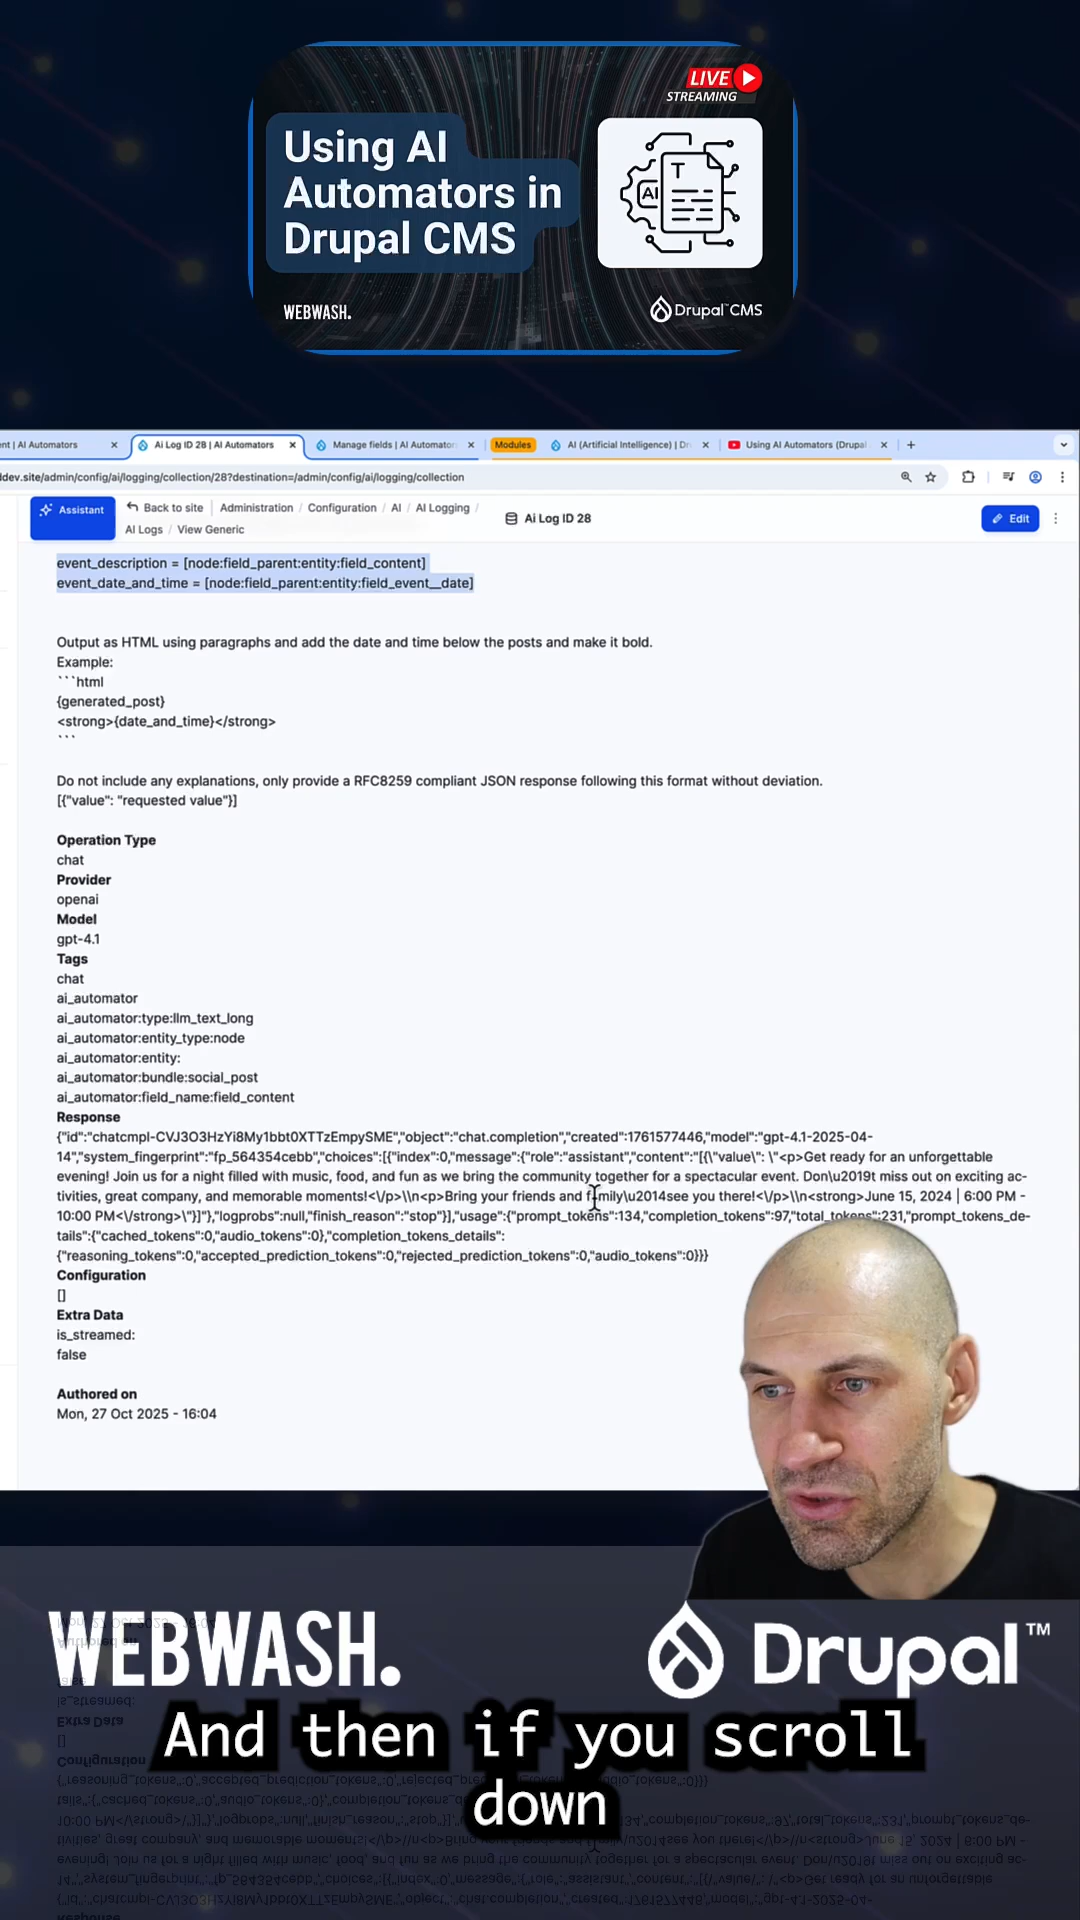 LIVE
STREAMING
Using AI
Automators in
Drupal CMS
T
AI
WEBWASH.
Drupal™CMS
nt | AI Automators
Ai Log ID 28 | AI Automators
Manage fields | AI Automator
Modules
AI (Artificial Intelligence) | Dr
Using AI Automators (Drupal
ddev.site/admin/config/ai/logging/collection/28?destination=/admin/config/ai/logging/collection
Assistant
Back to site
Administration / Configuration / AI / AI Logging /
AI Logs / View Generic
Ai Log ID 28
Edit
event_description = [node:field_parent:entity:field_content]
event_date_and_time = [node:field_parent:entity:field_event__date]
Output as HTML using paragraphs and add the date and time below the posts and make it bold.
Example:
```html
{generated_post}
<strong>{date_and_time}</strong>
```
Do not include any explanations, only provide a RFC8259 compliant JSON response following this format without deviation.
[{"value": "requested value"}]
Operation Type
chat
Provider
openai
Model
gpt-4.1
Tags
chat
ai_automator
ai_automator:type:llm_text_long
ai_automator:entity_type:node
ai_automator:entity:
ai_automator:bundle:social_post
ai_automator:field_name:field_content
Response
{"id":"chatcmpl-CVJ3O3HzYi8My1bbt0XTTzEmpySME","object":"chat.completion","created":1761577446,"model":"gpt-4.1-2025-04-
14","system_fingerprint":"fp_564354cebb","choices":[{"index":0,"message":{"role":"assistant","content":"[{\"value\": \"<p>Get ready for an unforgettable
evening! Join us for a night filled with music, food, and fun as we bring the community together for a spectacular event. Don\u2019t miss out on exciting ac-
tivities, great company, and memorable moments!<\/p>\\n<p>Bring your friends and family\u2014see you there!<\/p>\\n<strong>June 15, 2024 | 6:00 PM -
10:00 PM<\/strong>\"}]"},"logprobs":null,"finish_reason":"stop"}],"usage":{"prompt_tokens":134,"completion_tokens":97,"total_tokens":231,"prompt_tokens_de-
tails":{"cached_tokens":0,"audio_tokens":0},"completion_tokens_details":
{"reasoning_tokens":0,"accepted_prediction_tokens":0,"rejected_prediction_tokens":0,"audio_tokens":0}}}
Configuration
[]
Extra Data
is_streamed:
false
Authored on
Mon, 27 Oct 2025 - 16:04
WEBWASH.
Drupal™
And then if you scroll
down